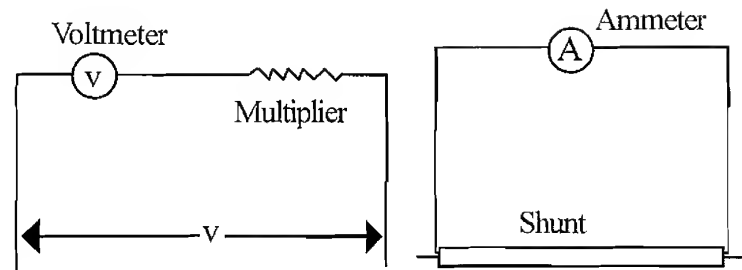 Voltmeter
v
Multiplier
v
Ammeter
A
Shunt